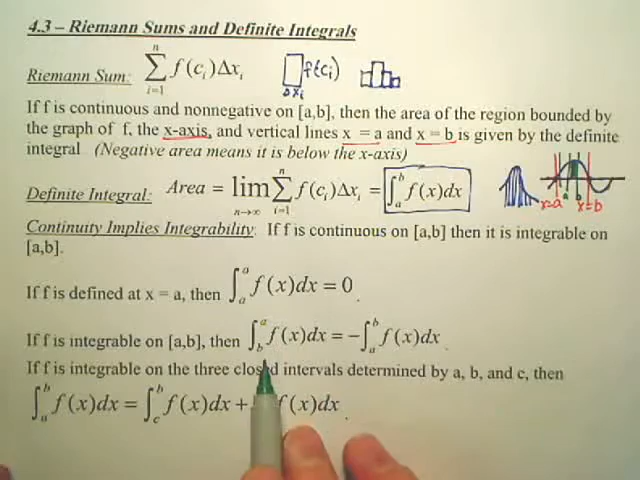 4.3 – Riemann Sums and Definite Integrals
Riemann Sum: ∑_{i=1}^{n} f(c_i)Δx_i f(ci) Δxi
If f is continuous and nonnegative on [a,b], then the area of the region bounded by
the graph of f, the x-axis, and vertical lines x = a and x = b is given by the definite
integral (Negative area means it is below the x-axis)
Definite Integral: Area = lim_{n→∞} ∑_{i=1}^{n} f(c_i)Δx_i = ∫_a^b f(x)dx a b x=a x=b
Continuity Implies Integrability: If f is continuous on [a,b] then it is integrable on
[a,b].
If f is defined at x = a, then ∫_a^a f(x)dx = 0.
If f is integrable on [a,b], then ∫_b^a f(x)dx = −∫_a^b f(x)dx.
If f is integrable on the three closed intervals determined by a, b, and c, then
∫_a^b f(x)dx = ∫_c^b f(x)dx + f(x)dx.